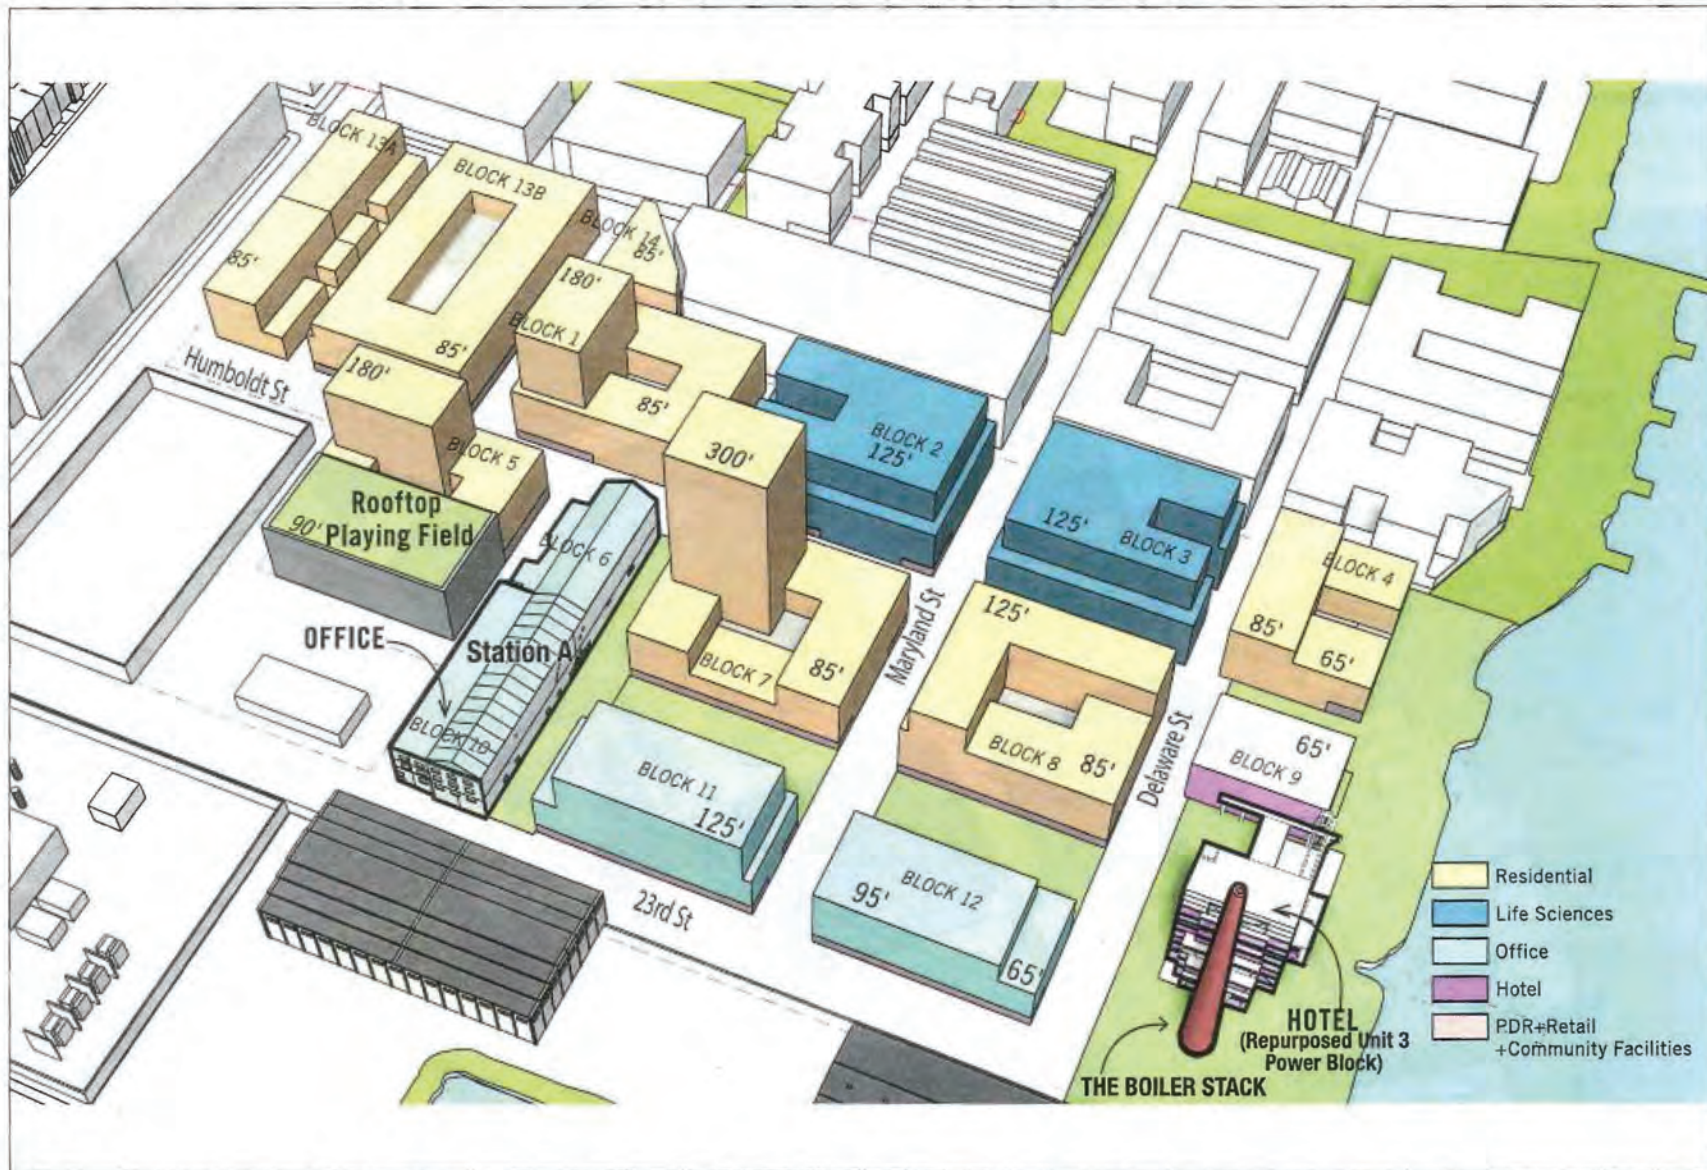 BLOCK 13A
BLOCK 13B
BLOCK 14
85'
85'
180'
BLOCK 1
85'
180'
85'
Humboldt St
BLOCK 5
BLOCK 2
125'
300'
Rooftop
Playing Field
90'
BLOCK 6
125'
BLOCK 3
BLOCK 4
85'
65'
OFFICE
Station A
BLOCK 7
85'
Maryland St
125'
BLOCK 8
85'
Delaware St
BLOCK 10
BLOCK 11
125'
65'
BLOCK 9
23rd St
BLOCK 12
95'
65'
HOTEL
(Repurposed Unit 3
Power Block)
THE BOILER STACK
Residential
Life Sciences
Office
Hotel
PDR+Retail
+Community Facilities